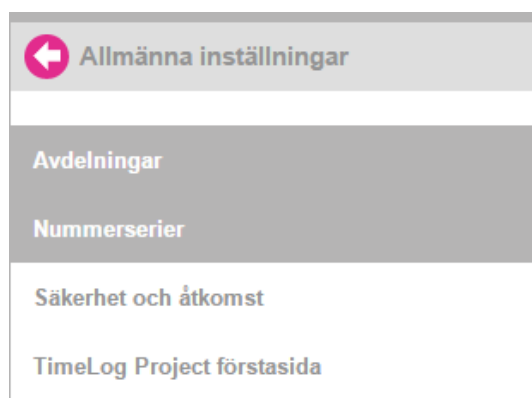 Allmänna inställningar
Avdelningar
Nummerserier
Säkerhet och åtkomst
TimeLog Project förstasida